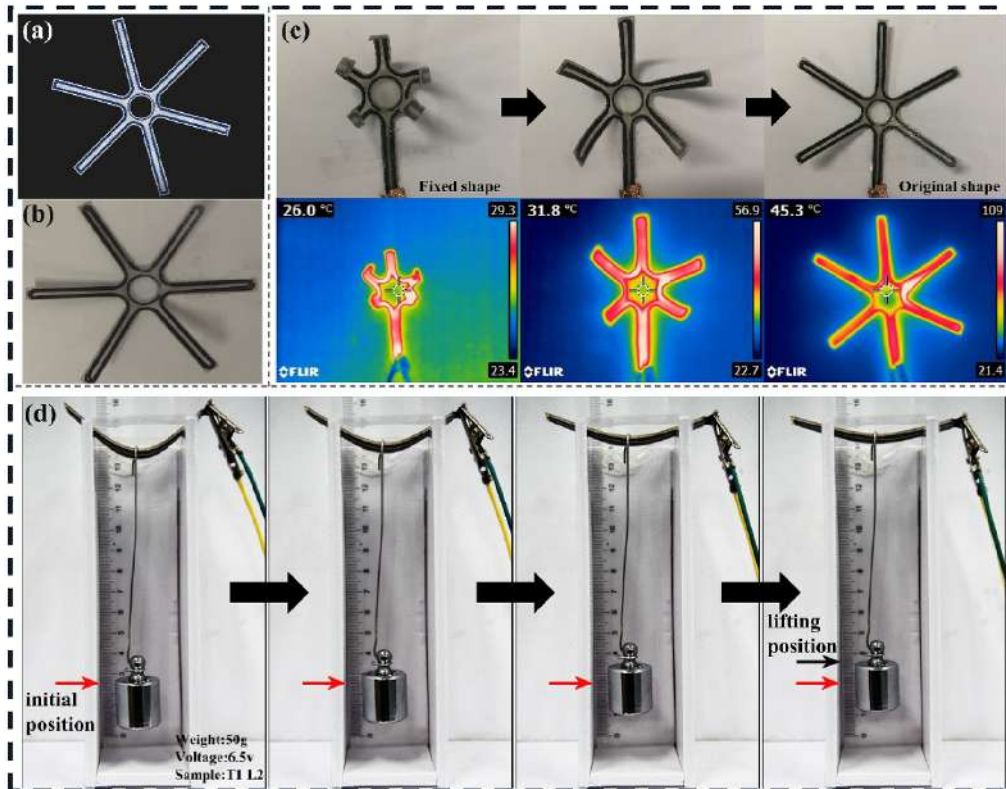 (a)
(b)
(c)
Fixed shape
Original shape
26.0 °C
29.3
23.4
FLIR
31.8 °C
56.9
22.7
FLIR
45.3 °C
109
21.4
FLIR
(d)
initial
position
Weight:50g
Voltage:6.5v
Sample:T1 L2
lifting
position